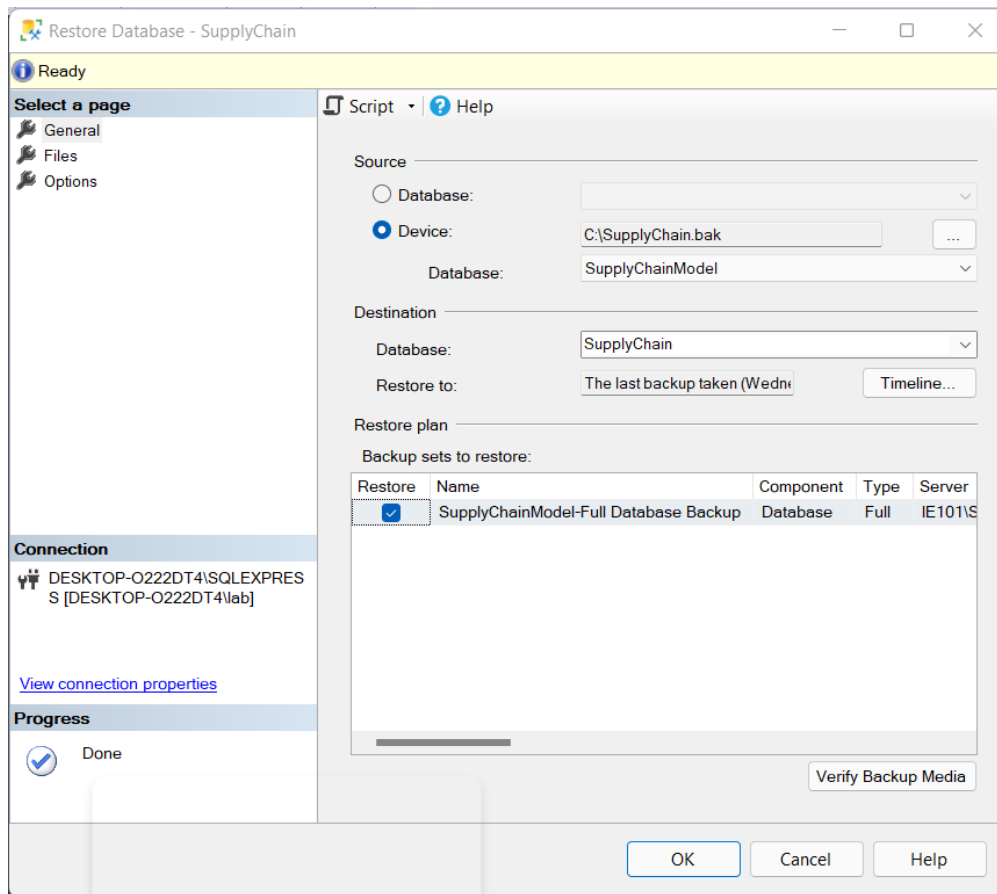 Restore Database - SupplyChain
Ready
Select a page
General
Files
Options
Script
Help
Source
Database:
Device:
C:\SupplyChain.bak
...
Database:
SupplyChainModel
Destination
Database:
SupplyChain
Restore to:
The last backup taken (Wedne
Timeline...
Restore plan
Backup sets to restore:
Restore Name Component Type Server
SupplyChainModel-Full Database Backup Database Full IE101\S
Connection
DESKTOP-O222DT4\SQLEXPRES
S [DESKTOP-O222DT4\lab]
View connection properties
Progress
Done
Verify Backup Media
OK Cancel Help